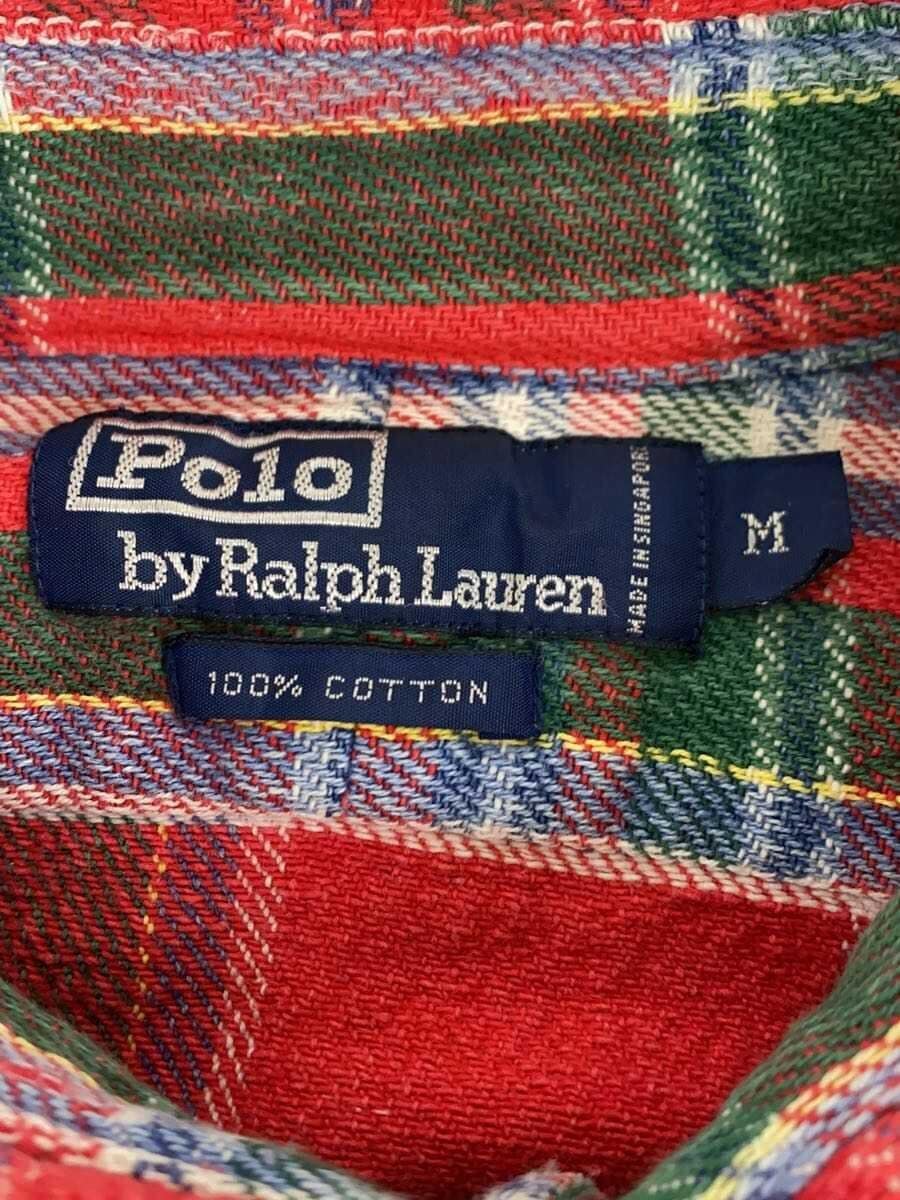 Polo
by Ralph Lauren
MADE IN SINGAPORE
M
100% COTTON